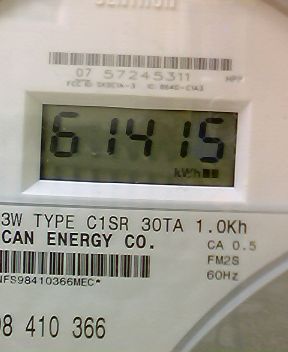 CENTRON
07 57245311
61415
kWh
3W TYPE C1SR 30TA 1.0Kh
CAN ENERGY CO.
CA 0.5
FM2S
60Hz
NFS98410366MEC*
98 410 366